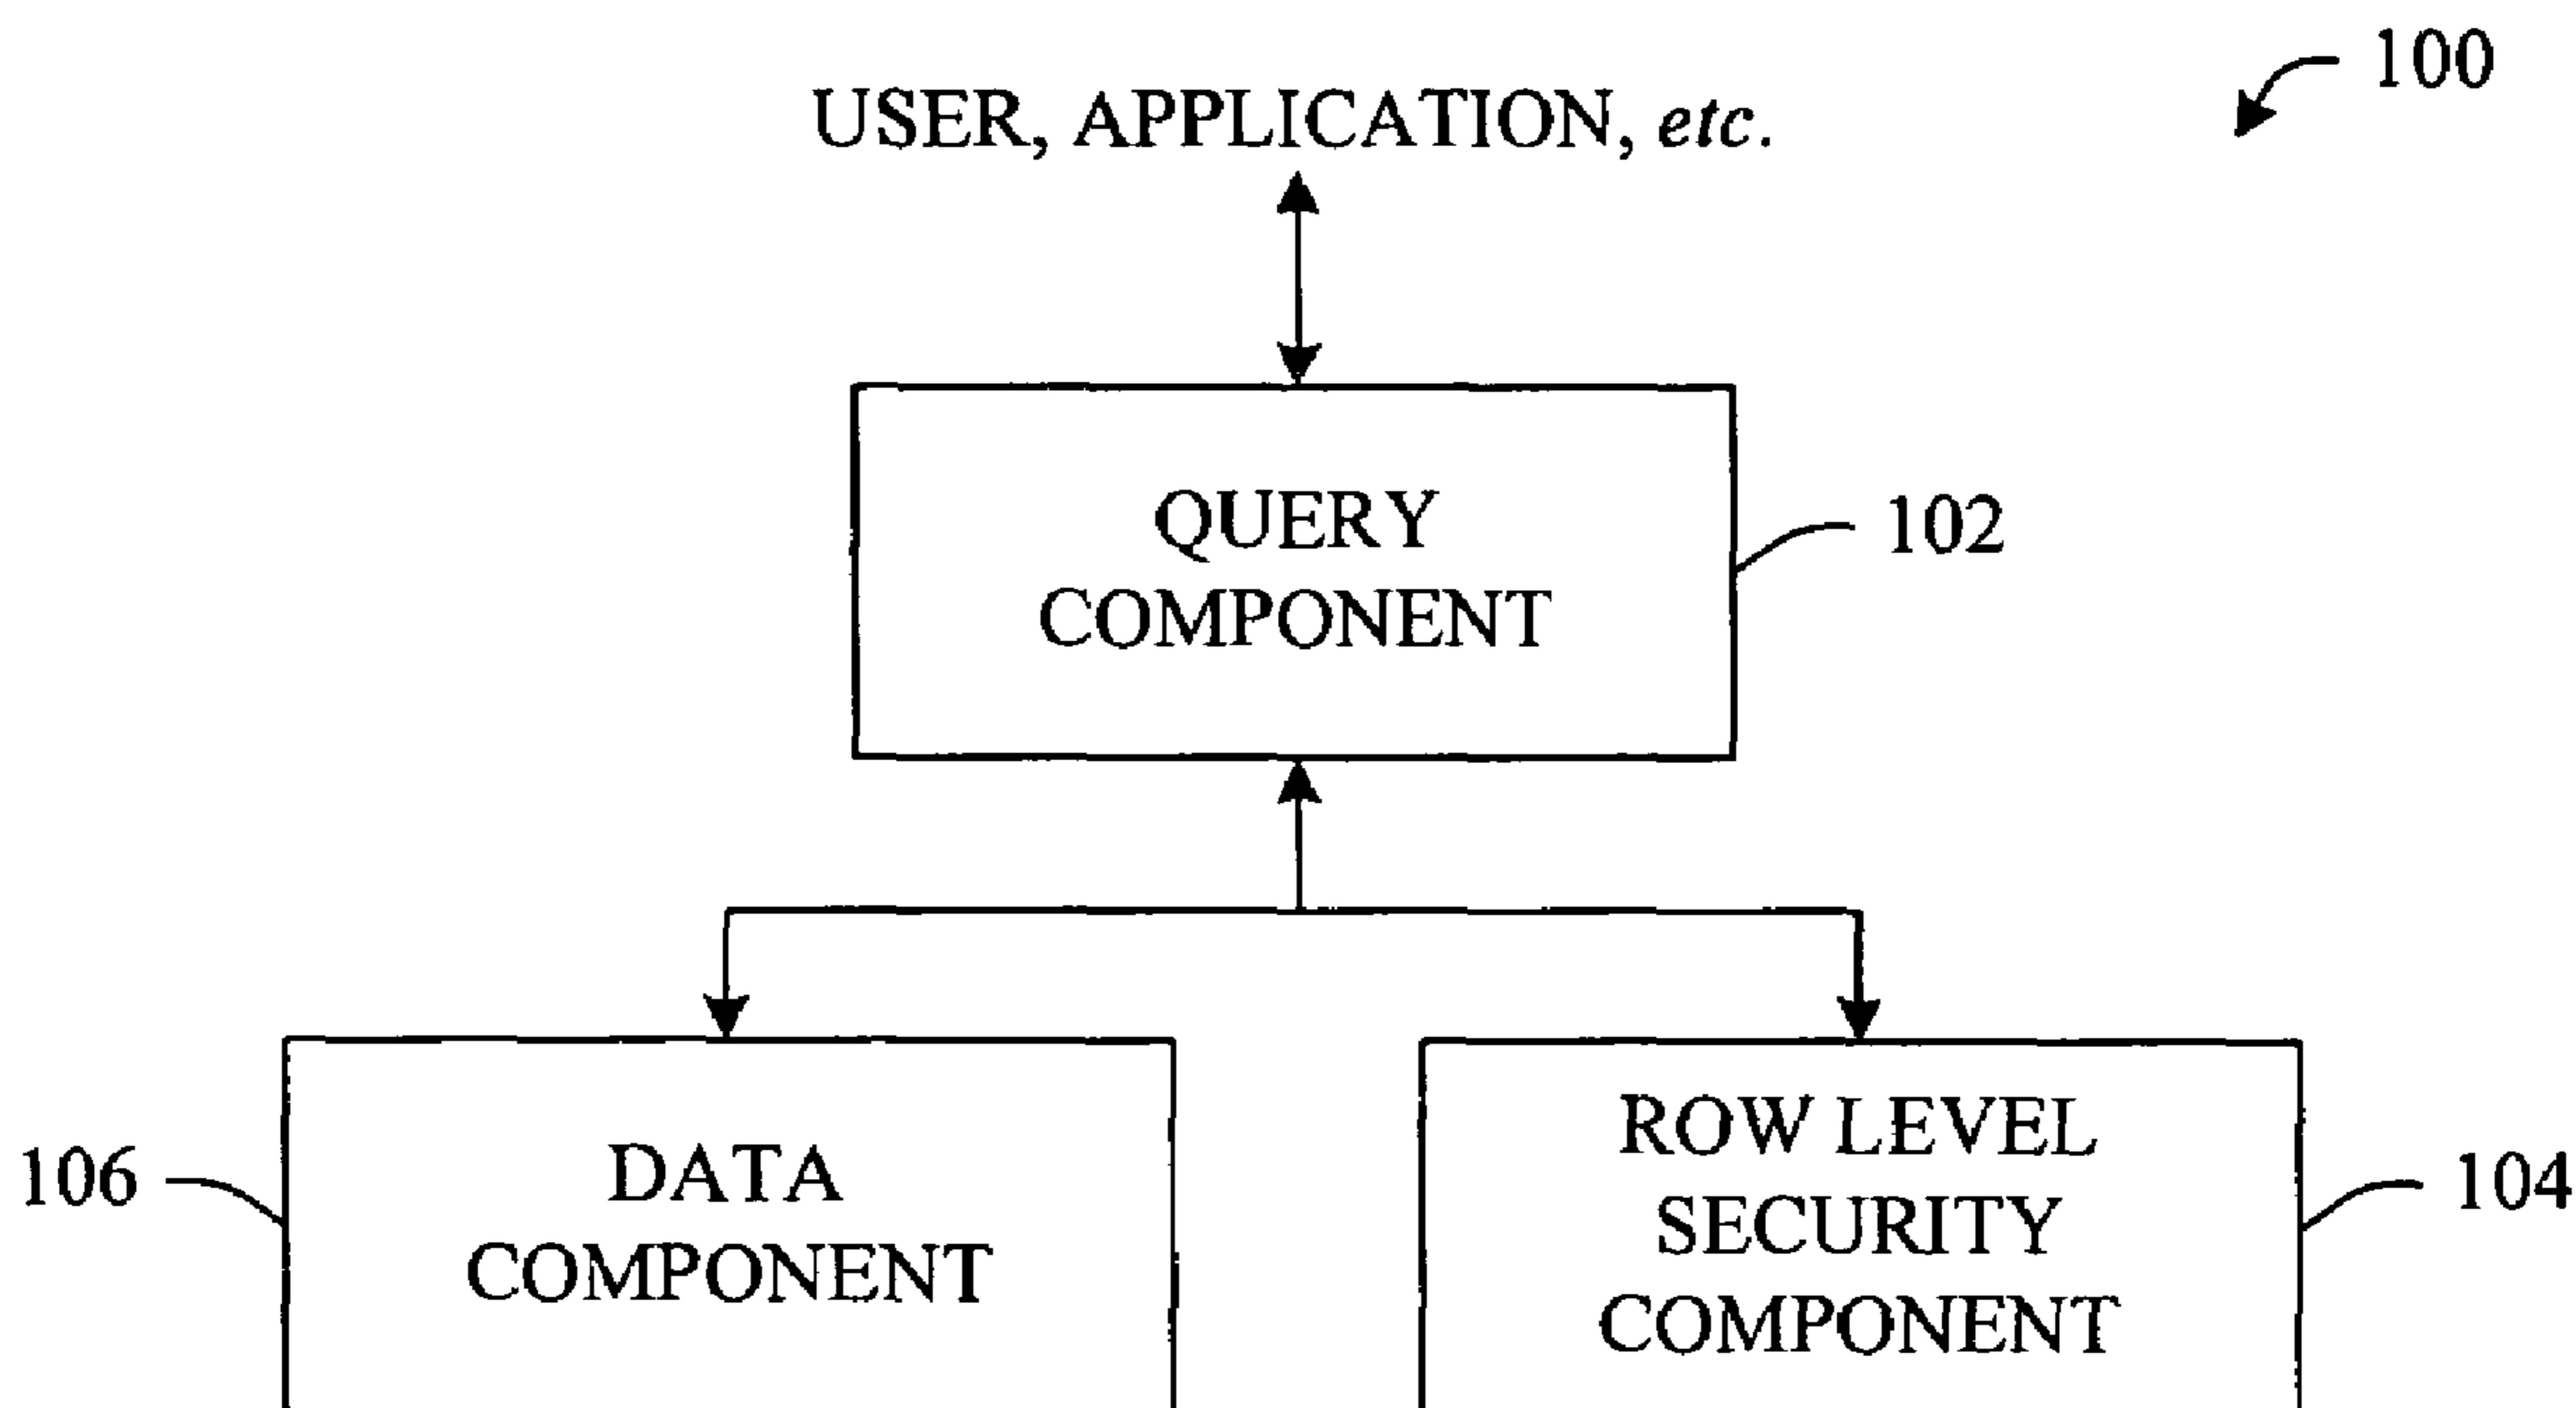 100
USER, APPLICATION, etc.
QUERY
COMPONENT
102
106
DATA
COMPONENT
ROW LEVEL
SECURITY
COMPONENT
104